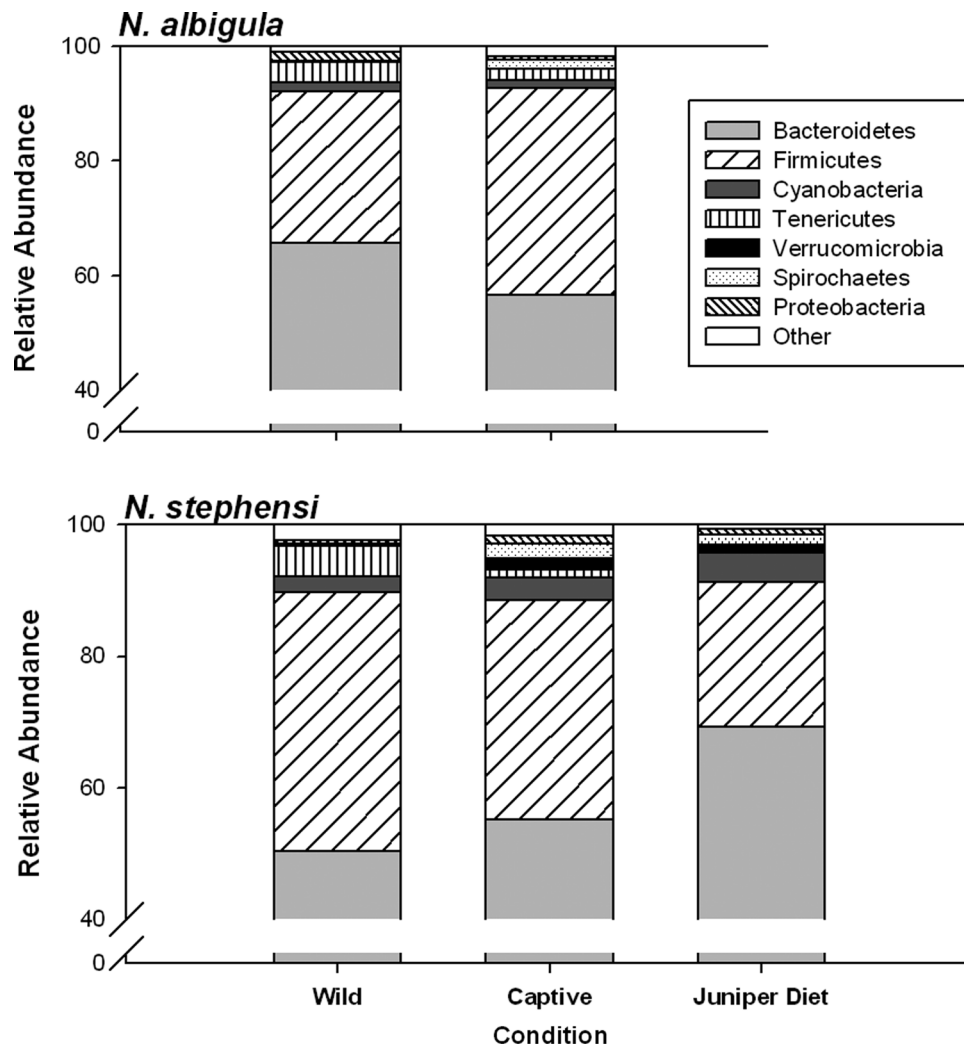 N. albigula
100
80
60
40
0
Relative Abundance
Bacteroidetes
Firmicutes
Cyanobacteria
Tenericutes
Verrucomicrobia
Spirochaetes
Proteobacteria
Other
N. stephensi
100
80
60
40
0
Relative Abundance
Wild Captive Juniper Diet
Condition